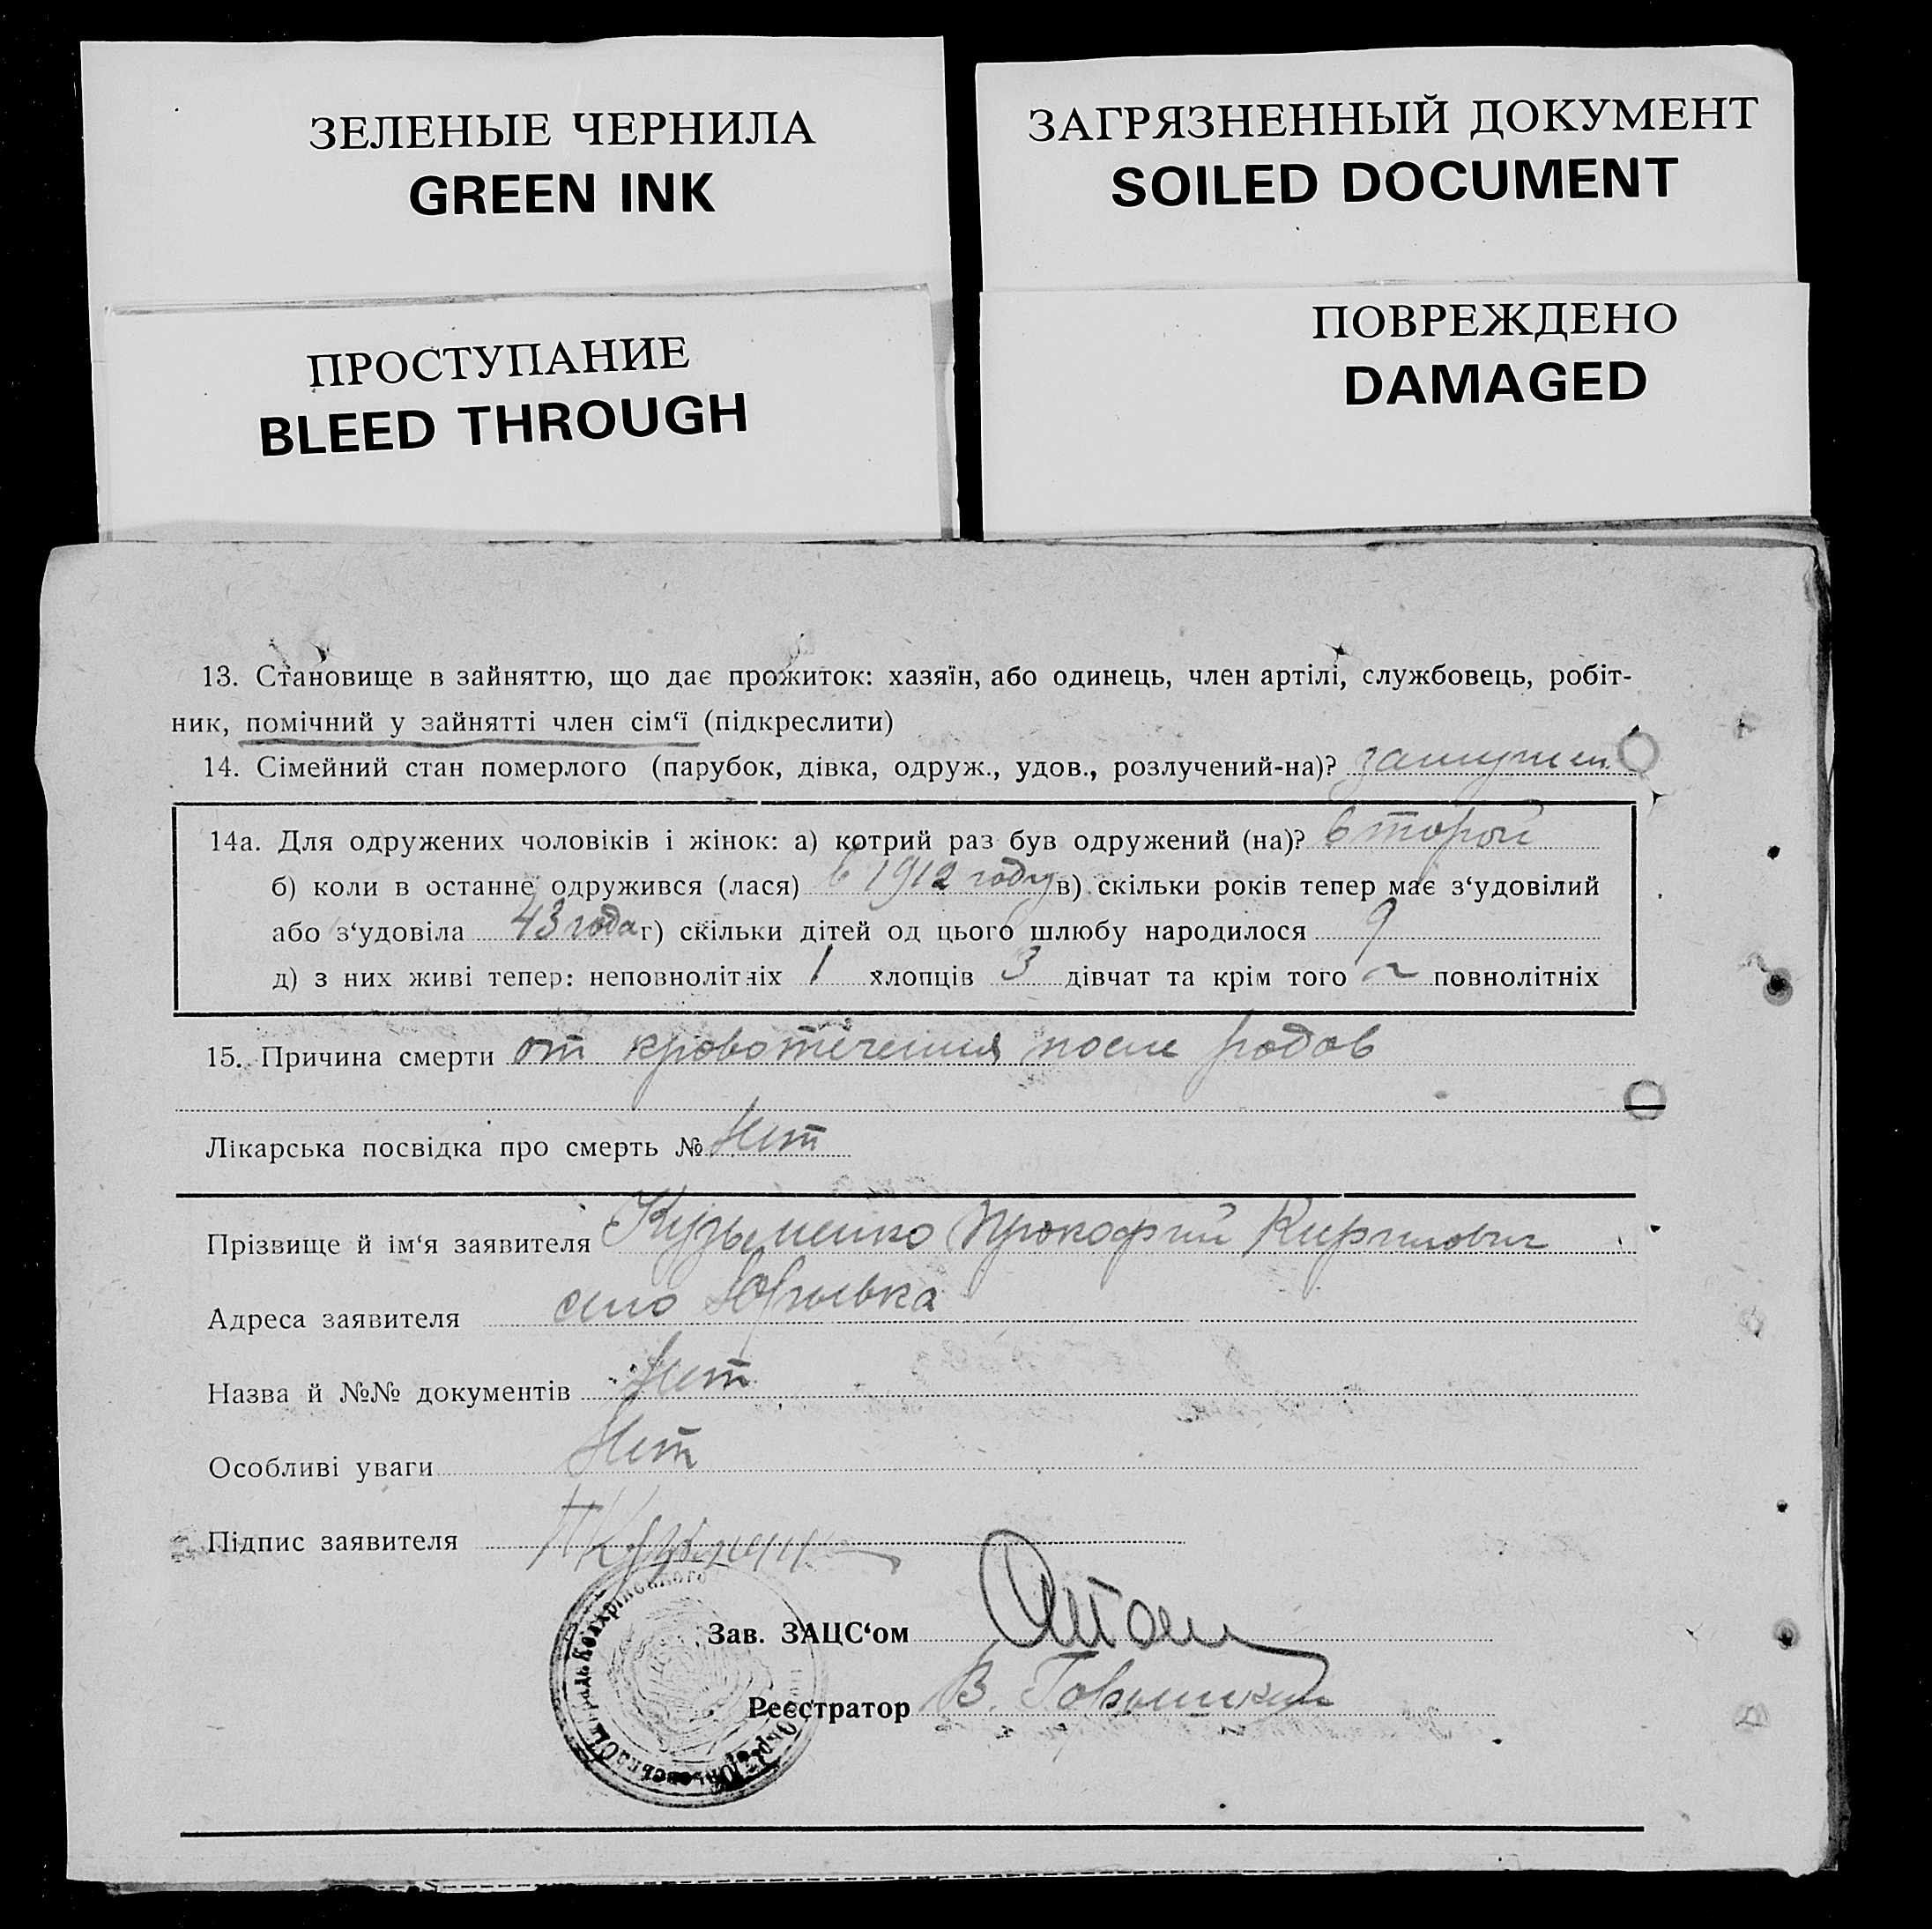 ЗЕЛЕНЫЕ ЧЕРНИЛА
GREEN INK
ЗАГРЯЗНЕННЫЙ ДОКУМЕНТ
SOILED DOCUMENT
ПРОСТУПАНИЕ
BLEED THROUGH
ПОВРЕЖДЕНО
DAMAGED
13. Становище в зайняттю, що дає прожиток: хазяїн, або одинець, член артілі, службовець, робіт-
ник, помічний у зайнятті член сім‘ї (підкреслити)
14. Сімейний стан померлого (парубок, дівка, одруж., удов., розлучений-на)?
14а. Для одружених чоловіків і жінок: а) котрий раз був одружений (на)? второй
б) коли в останнє одружився (лася) в 1912 году в) скільки років тепер має з‘удовілий
або з‘удовіла 43 года г) скільки дітей од цього шлюбу народилося 9
д) з них живі тепер: неповнолітніх 1 хлопців 3 дівчат та крім того повнолітніх
15. Причина смерти от кровотечения после родов
Лікарська посвідка про смерть № Нет
Прізвище й ім‘я заявителя Кузьменко Прокофий Кирилович
Адреса заявителя село Юрьевка
Назва й №№ документів Нет
Особливі уваги Нет
Підпис заявителя
Зав. ЗАЦС‘ом
Реєстратор В.